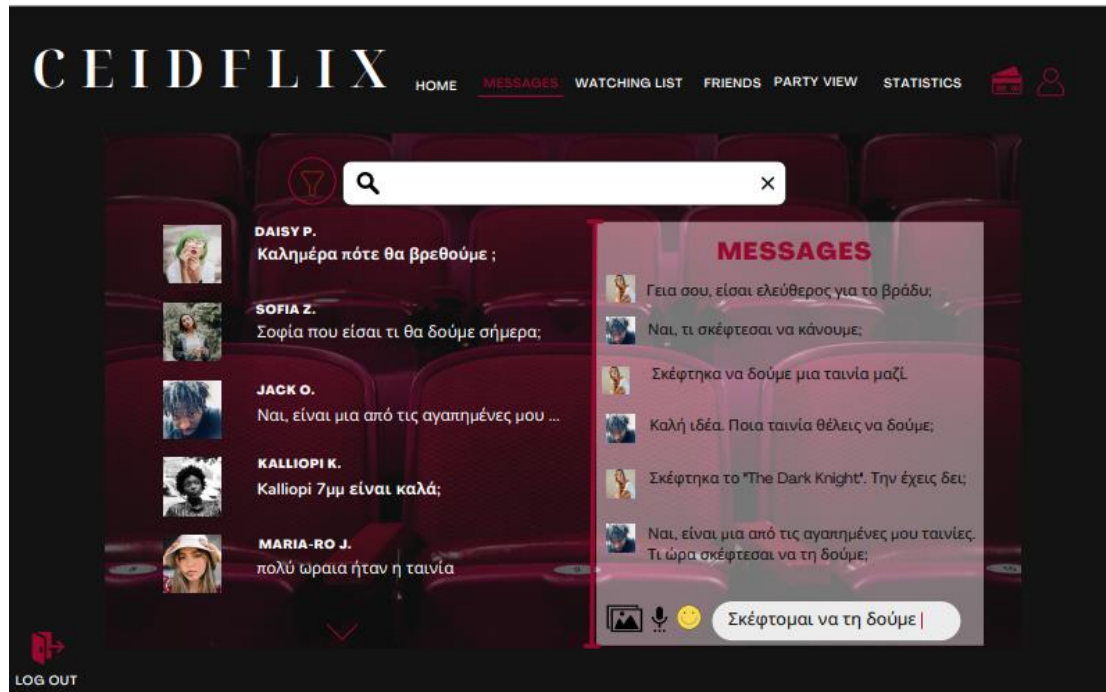 CEIDFLIX
HOME MESSAGES WATCHING LIST FRIENDS PARTY VIEW STATISTICS
DAISY P.
Καλημέρα πότε θα βρεθούμε ;
SOFIA Z.
Σοφία που είσαι τι θα δούμε σήμερα;
JACK O.
Ναι, είναι μια από τις αγαπημένες μου ...
KALLIOPI K.
Kalliopi 7μμ είναι καλά;
MARIA-RO J.
πολύ ωραια ήταν η ταινία
MESSAGES
Γεια σου, είσαι ελεύθερος για το βράδυ;
Ναι, τι σκέφτεσαι να κάνουμε;
Σκέφτηκα να δούμε μια ταινία μαζί.
Καλή ιδέα. Ποια ταινία θέλεις να δούμε;
Σκέφτηκα το "The Dark Knight". Την έχεις δει;
Ναι, είναι μια από τις αγαπημένες μου ταινίες.
Τι ώρα σκέφτεσαι να τη δούμε;
Σκέφτομαι να τη δούμε
LOG OUT